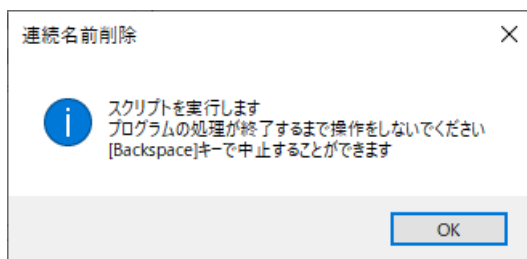 連続名前削除
スクリプトを実行します
プログラムの処理が終了するまで操作をしないでください
[Backspace]キーで中止することができます
OK